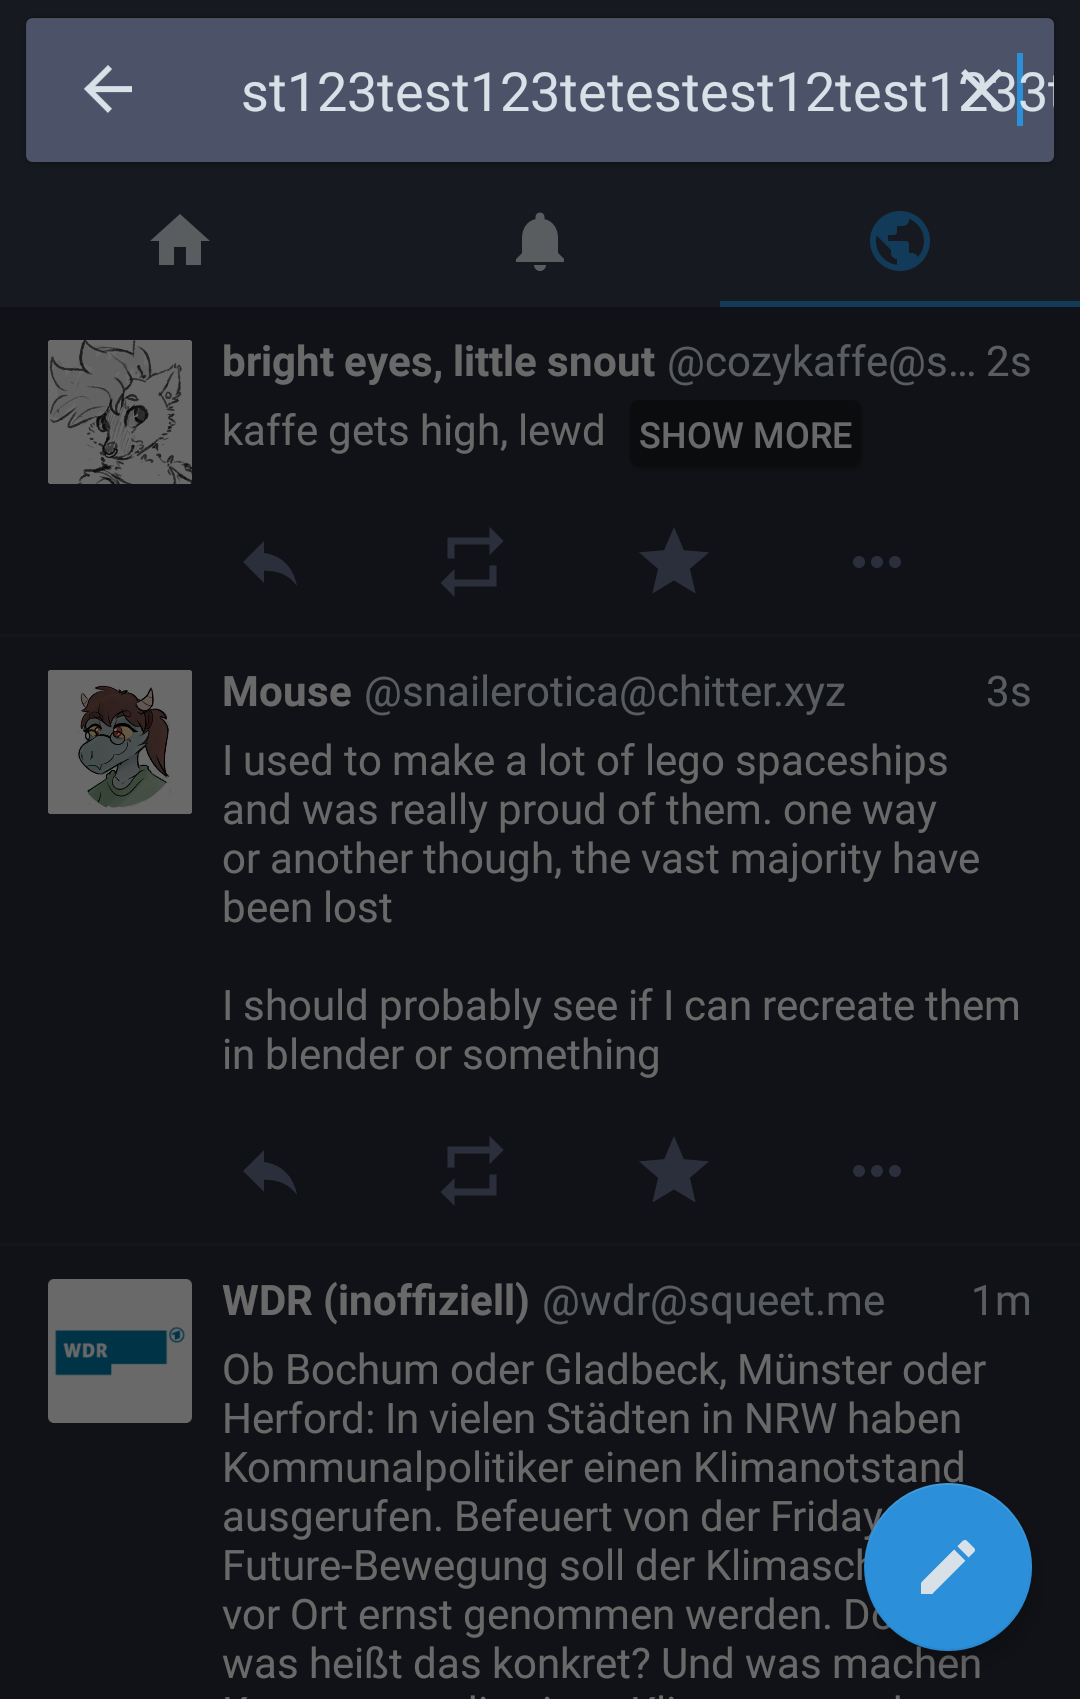 st123test123tetestest12test1233t
bright eyes, little snout @cozykaffe@s... 2s
kaffe gets high, lewd SHOW MORE
Mouse @snailerotica@chitter.xyz 3s
I used to make a lot of lego spaceships
and was really proud of them. one way
or another though, the vast majority have
been lost
I should probably see if I can recreate them
in blender or something
WDR (inoffiziell) @wdr@squeet.me 1m
WDR
Ob Bochum oder Gladbeck, Münster oder
Herford: In vielen Städten in NRW haben
Kommunalpolitiker einen Klimanotstand
ausgerufen. Befeuert von der Friday
Future-Bewegung soll der Klimasch
vor Ort ernst genommen werden. Do
was heißt das konkret? Und was machen